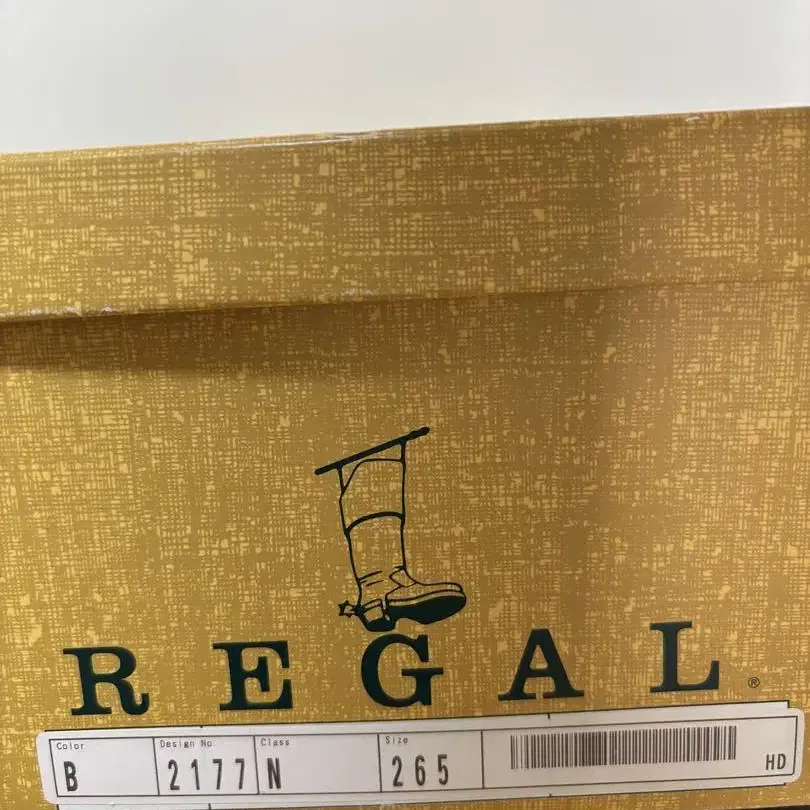 REGAL®
Color Design No Class Size
B 2177 N 265 HD